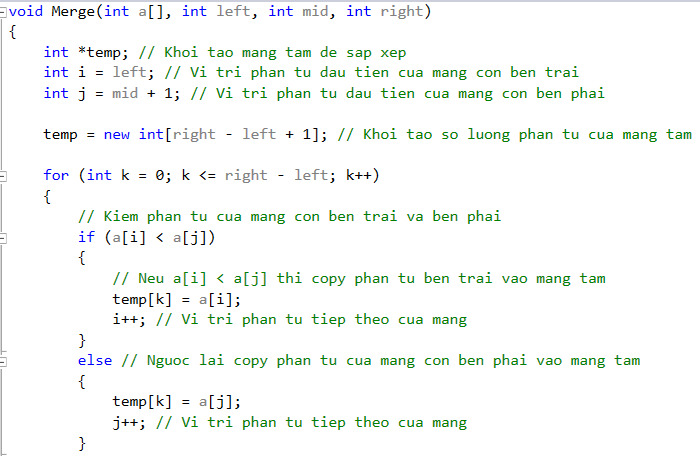 void Merge(int a[], int left, int mid, int right)
{
    int *temp; // Khoi tao mang tam de sap xep
    int i = left; // Vi tri phan tu dau tien cua mang con ben trai
    int j = mid + 1; // Vi tri phan tu dau tien cua mang con ben phai

    temp = new int[right - left + 1]; // Khoi tao so luong phan tu cua mang tam

    for (int k = 0; k <= right - left; k++)
    {
        // Kiem phan tu cua mang con ben trai va ben phai
        if (a[i] < a[j])
        {
            // Neu a[i] < a[j] thi copy phan tu ben trai vao mang tam
            temp[k] = a[i];
            i++; // Vi tri phan tu tiep theo cua mang
        }
        else // Nguoc lai copy phan tu cua mang con ben phai vao mang tam
        {
            temp[k] = a[j];
            j++; // Vi tri phan tu tiep theo cua mang
        }